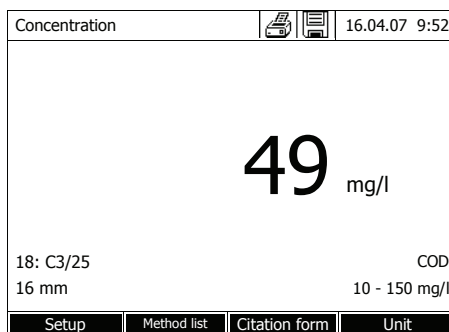 Concentration 16.04.07 9:52
49 mg/l
18: C3/25 COD
16 mm 10 - 150 mg/l
Setup Method list Citation form Unit